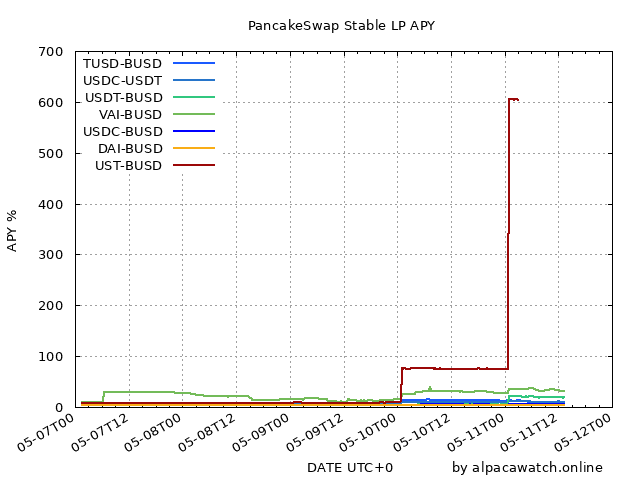 PancakeSwap Stable LP APY
700
600
500
400
300
200
100
0
APY %
TUSD-BUSD
USDC-USDT
USDT-BUSD
VAI-BUSD
USDC-BUSD
DAI-BUSD
UST-BUSD
05-07T00
05-07T12
05-08T00
05-08T12
05-09T00
05-09T12
05-10T00
05-10T12
05-11T00
05-11T12
05-12T00
DATE UTC+0
by alpacawatch.online